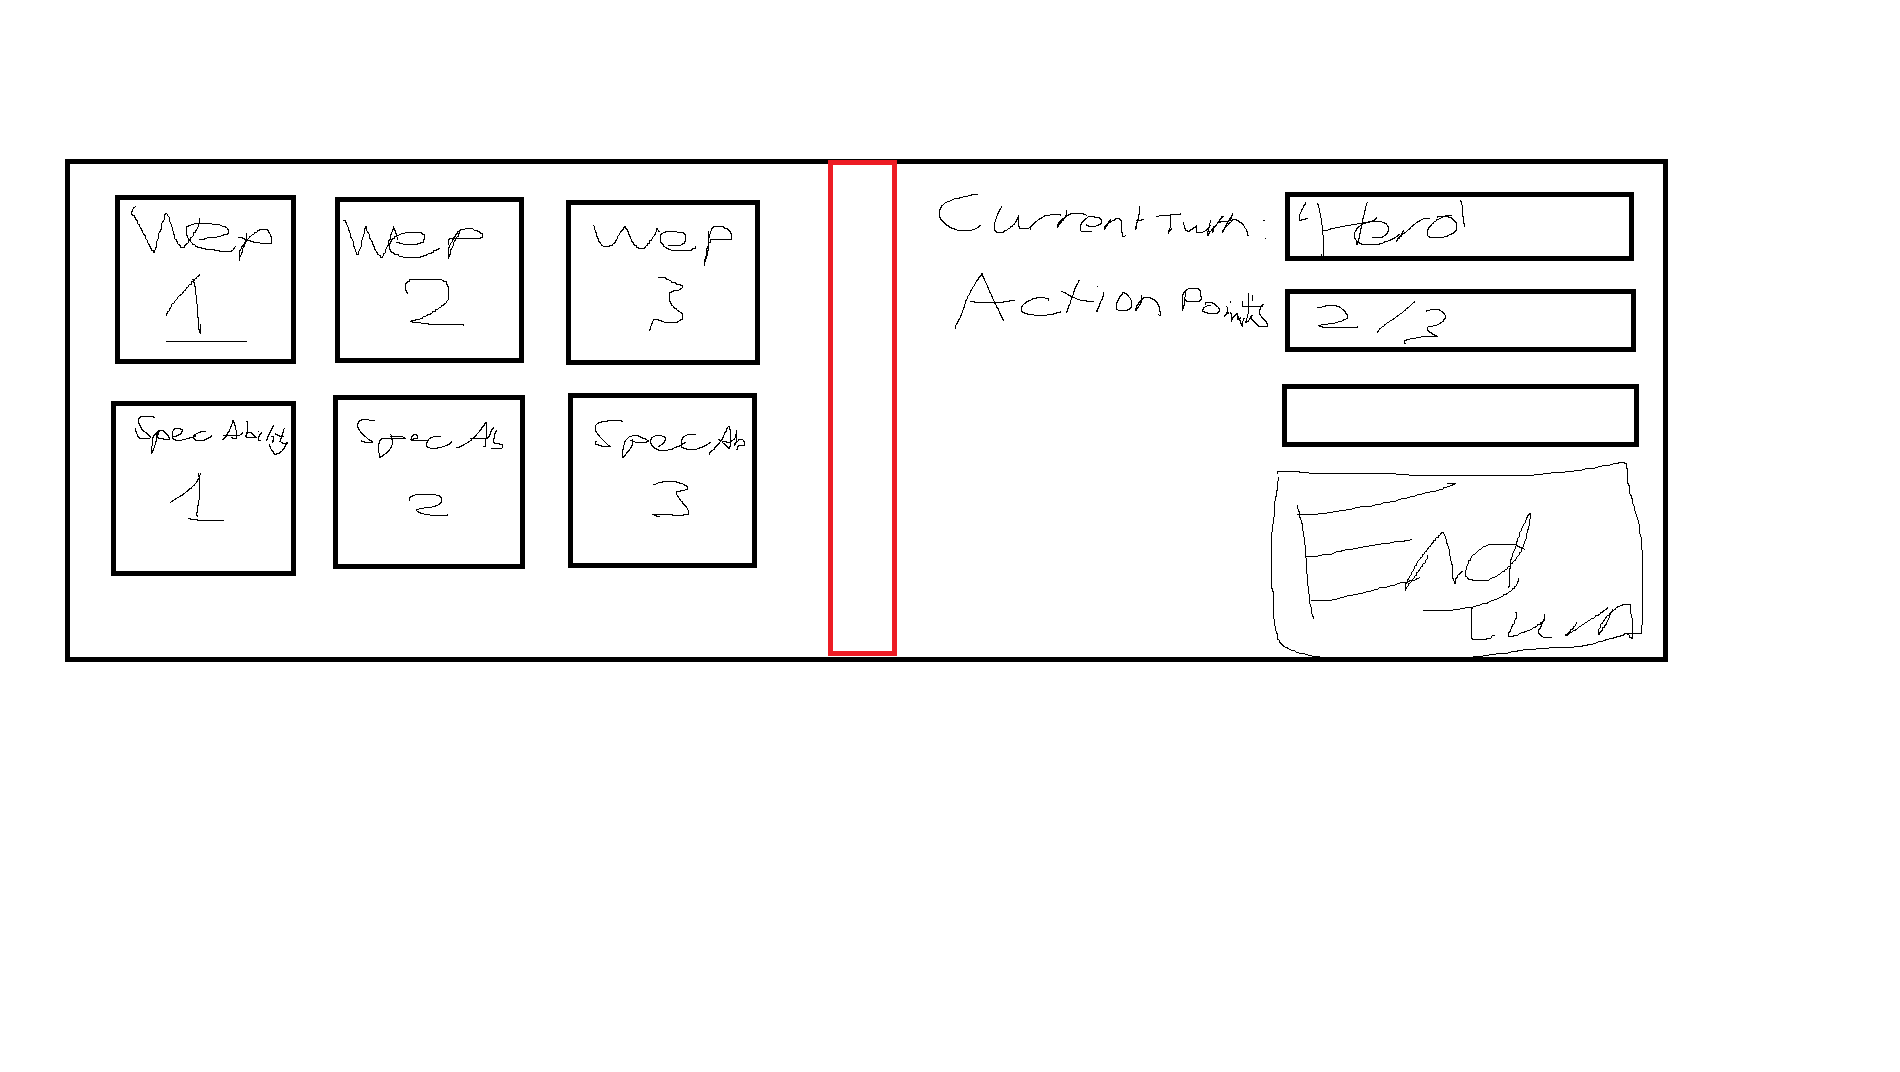 Wep
1
Wep
2
Wep
3
Spec Ability
1
Spec Ab
2
Spec Ab
3
Current Turn:
'Hero'
Action Points
2/3
End
Turn